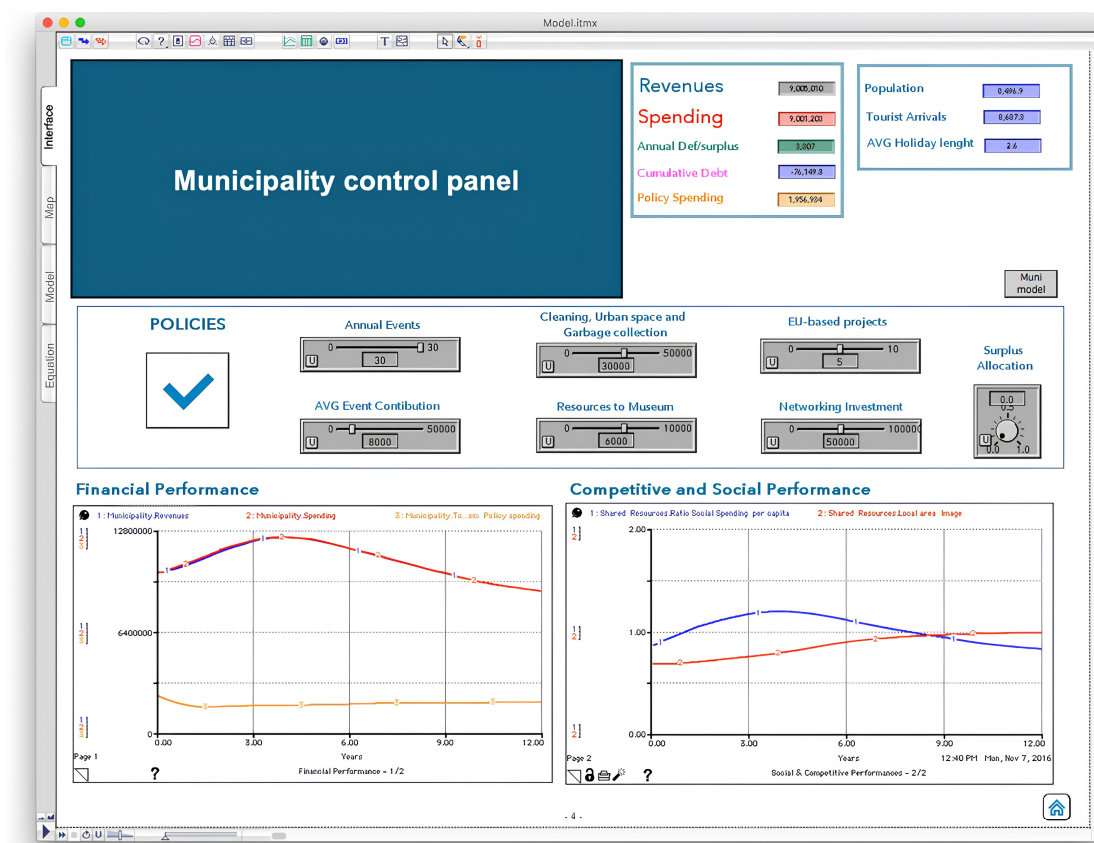 Model.itmx
Interface
Map
Model
Equation
Municipality control panel
Revenues 9,005,010
Spending 9,001,203
Annual Def/surplus 3,807
Cumulative Debt -76,149.8
Policy Spending 1,956,984
Population 8,496.9
Tourist Arrivals 8,687.3
AVG Holiday lenght 2.6
Muni
model
POLICIES
Annual Events
0 30
U 30
Cleaning, Urban space and
Garbage collection
0 50000
U 30000
EU-based projects
0 10
U 5
Surplus
Allocation
0.0
0.5
U
0.0 1.0
AVG Event Contibution
0 50000
U 8000
Resources to Museum
0 10000
U 6000
Networking Investment
0 100000
U 50000
Financial Performance
1: Municipality.Revenues 2: Municipality.Spending 3: Municipality.To...em Policy spending
12800000
6400000
0
0.00 3.00 6.00 9.00 12.00
Page 1 Years
Financial Performance - 1/2
?
Competitive and Social Performance
1: Shared Resources.Ratio Social Spending per capita 2: Shared Resources.Local area Image
2.00
1.00
0.00
0.00 3.00 6.00 9.00 12.00
Page 2 Years 12:40 PM Mon, Nov 7, 2016
Social & Competitive Performances - 2/2
?
- 4 -
U